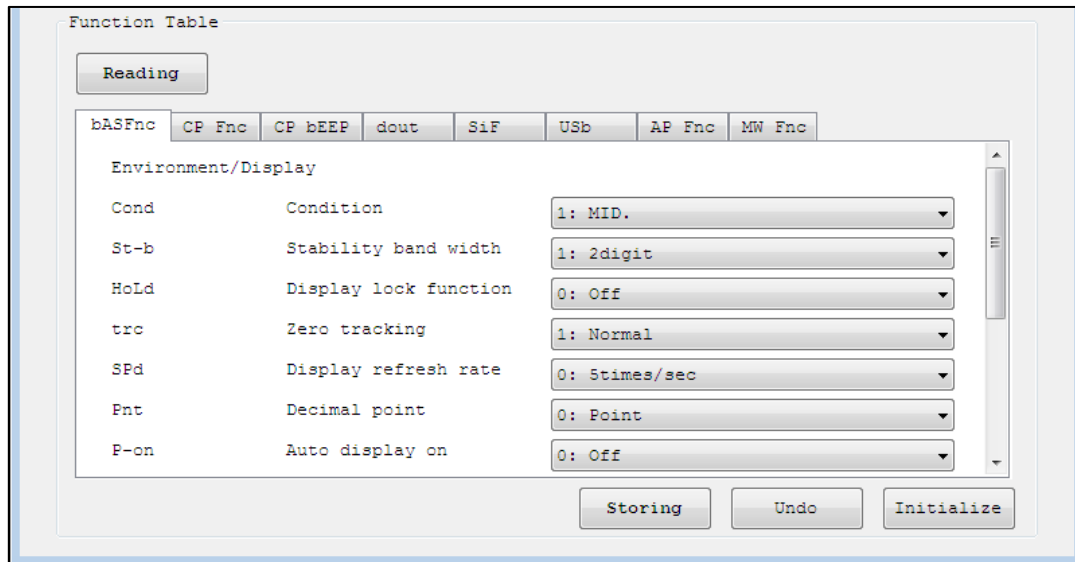 Function Table
Reading
bASFnc CP Fnc CP bEEP dout SiF USb AP Fnc MW Fnc
Environment/Display
Cond Condition 1: MID.
St-b Stability band width 1: 2digit
HoLd Display lock function 0: Off
trc Zero tracking 1: Normal
SPd Display refresh rate 0: 5times/sec
Pnt Decimal point 0: Point
P-on Auto display on 0: Off
Storing Undo Initialize